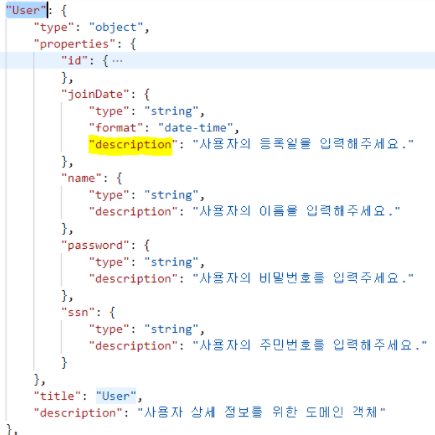 "User": {
"type": "object",
"properties": {
"id": { ...
},
"joinDate": {
"type": "string",
"format": "date-time",
"description": "사용자의 등록일을 입력해주세요."
},
"name": {
"type": "string",
"description": "사용자의 이름을 입력해주세요."
},
"password": {
"type": "string",
"description": "사용자의 비밀번호를 입력주세요."
},
"ssn": {
"type": "string",
"description": "사용자의 주민번호를 입력해주세요."
}
},
"title": "User",
"description": "사용자 상세 정보를 위한 도메인 객체"
},